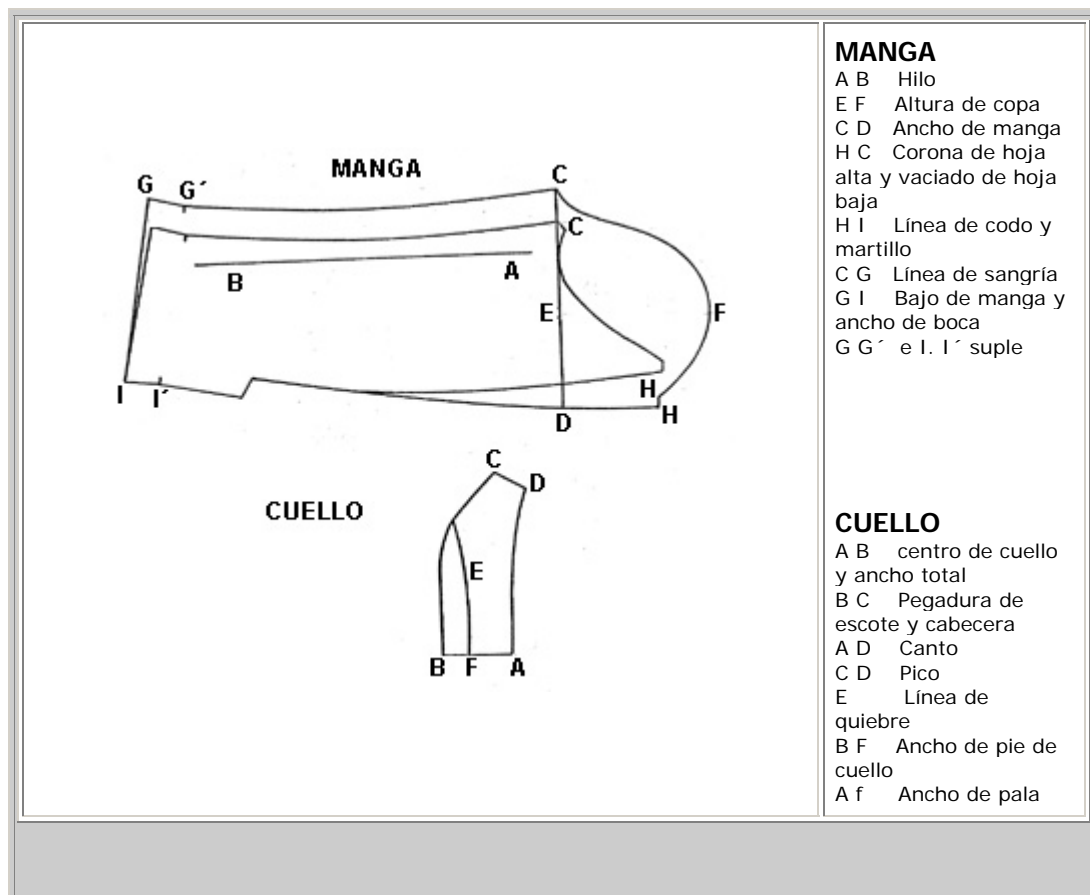 MANGA
G
G´
C
C
B
A
E
F
I
I´
H
H
D
CUELLO
C
D
E
B
F
A
MANGA
A B Hilo
E F Altura de copa
C D Ancho de manga
H C Corona de hoja
alta y vaciado de hoja
baja
H I Línea de codo y
martillo
C G Línea de sangría
G I Bajo de manga y
ancho de boca
G G´ e I. I´ suple
CUELLO
A B centro de cuello
y ancho total
B C Pegadura de
escote y cabecera
A D Canto
C D Pico
E Línea de
quiebre
B F Ancho de pie de
cuello
A f Ancho de pala